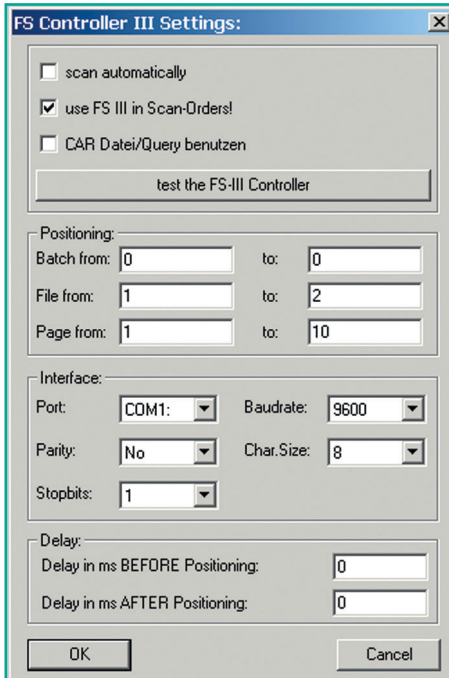 FS Controller III Settings:
scan automatically
use FS III in Scan-Orders!
CAR Datei/Query benutzen
test the FS-III Controller
Positioning:
Batch from: 0 to: 0
File from: 1 to: 2
Page from: 1 to: 10
Interface:
Port: COM1: Baudrate: 9600
Parity: No Char.Size: 8
Stopbits: 1
Delay:
Delay in ms BEFORE Positioning: 0
Delay in ms AFTER Positioning: 0
OK Cancel